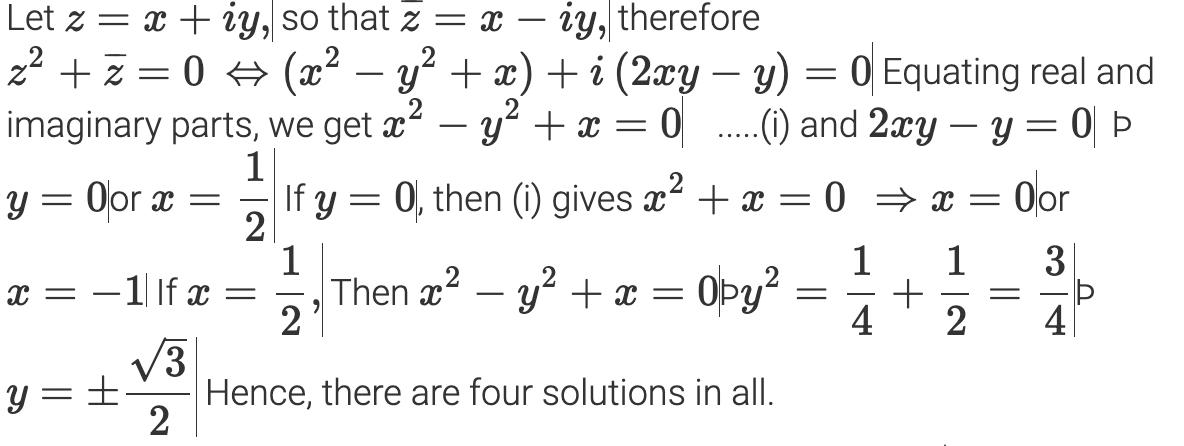 Let z = x + iy,| so that z̅ = x − iy,| therefore
z² + z̅ = 0 ⇔ (x² − y² + x) + i (2xy − y) = 0| Equating real and
imaginary parts, we get x² − y² + x = 0| .....(i) and 2xy − y = 0| Þ
y = 0|or x = 1/2| If y = 0|, then (i) gives x² + x = 0 ⇒ x = 0|or
x = −1| If x = 1/2,| Then x² − y² + x = 0|Þy² = 1/4 + 1/2 = 3/4|Þ
y = ±√3/2| Hence, there are four solutions in all.